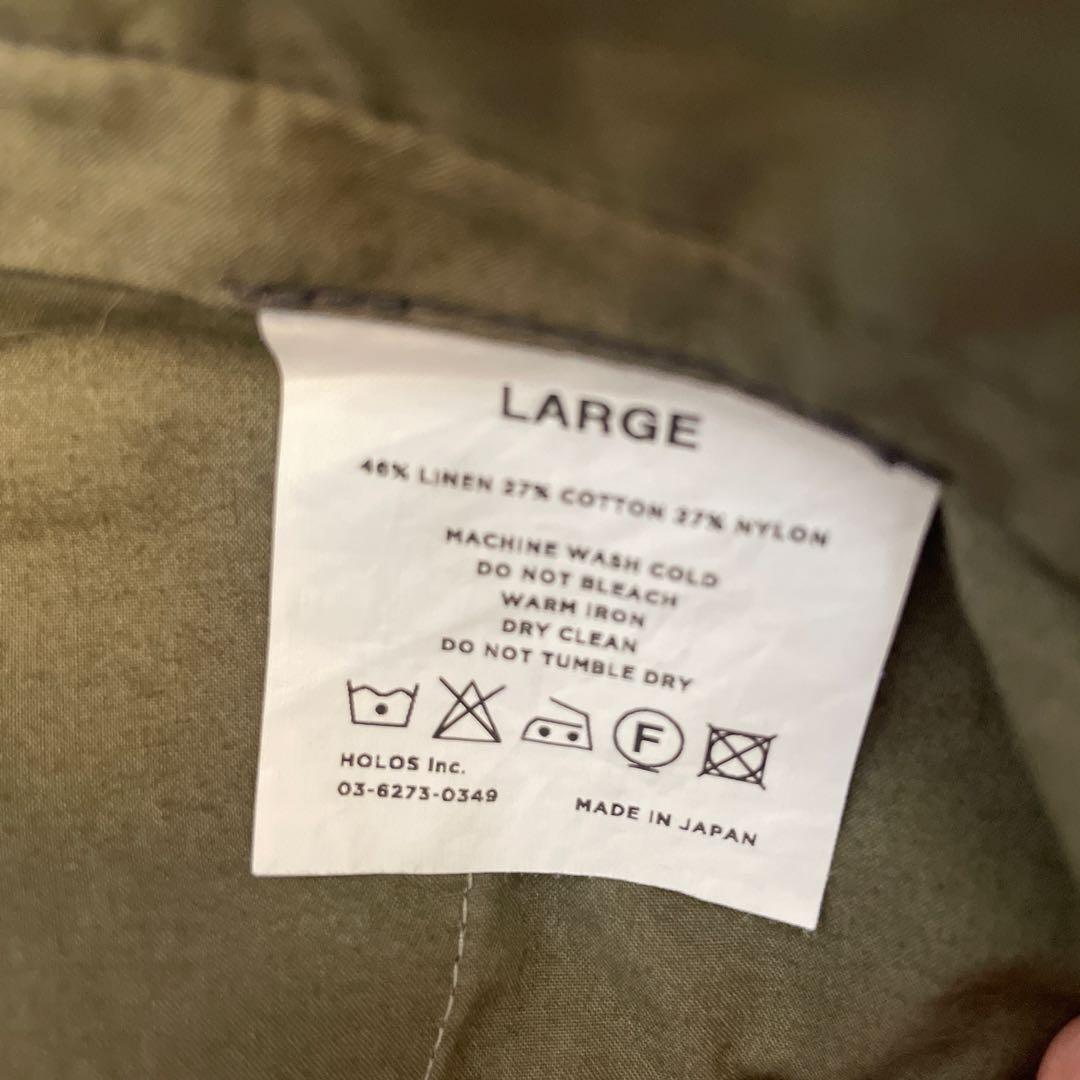 LARGE
46% LINEN 27% COTTON 27% NYLON
MACHINE WASH COLD
DO NOT BLEACH
WARM IRON
DRY CLEAN
DO NOT TUMBLE DRY
F
HOLOS Inc.
03-6273-0349
MADE IN JAPAN